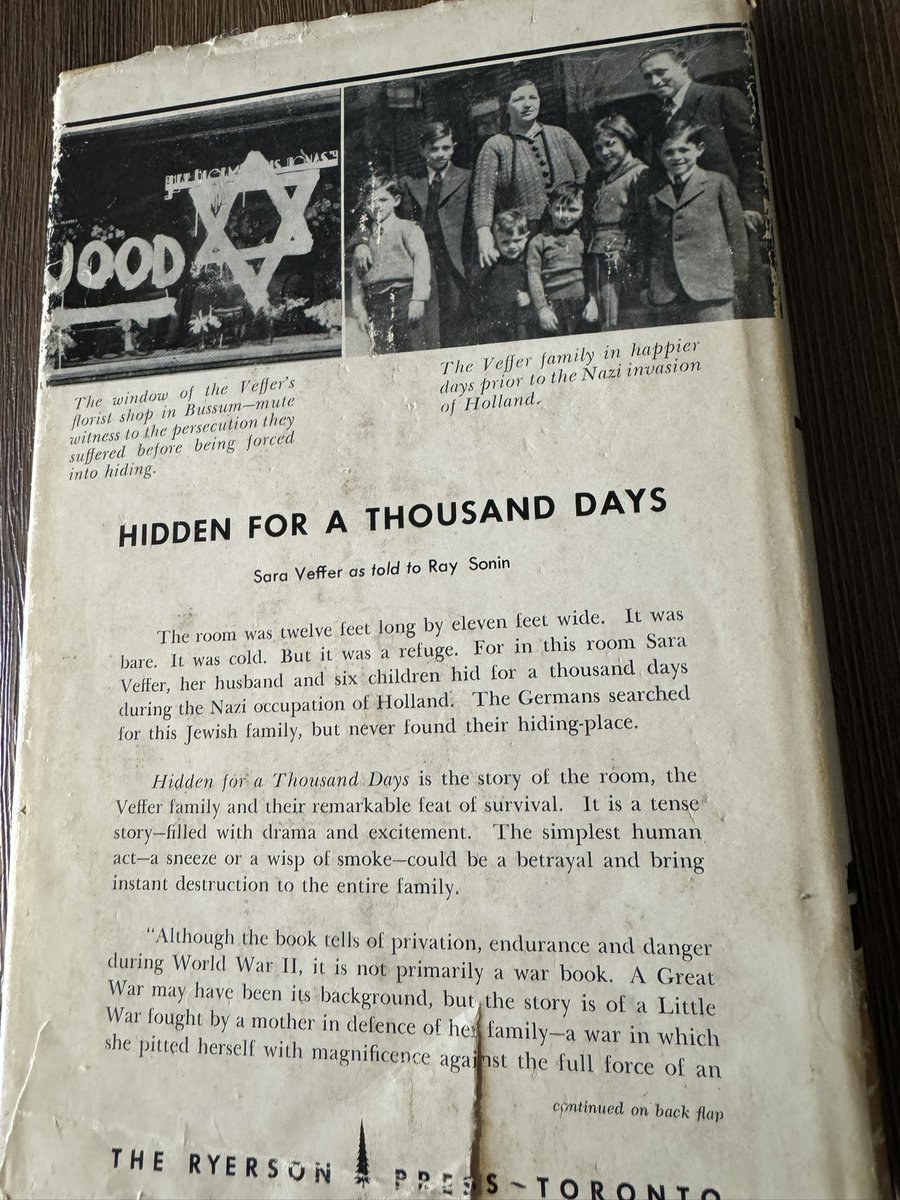 JOOD
The window of the Veffer's
florist shop in Bussum—mute
witness to the persecution they
suffered before being forced
into hiding.
The Veffer family in happier
days prior to the Nazi invasion
of Holland.
HIDDEN FOR A THOUSAND DAYS
Sara Veffer as told to Ray Sonin
The room was twelve feet long by eleven feet wide. It was
bare. It was cold. But it was a refuge. For in this room Sara
Veffer, her husband and six children hid for a thousand days
during the Nazi occupation of Holland. The Germans searched
for this Jewish family, but never found their hiding-place.
Hidden for a Thousand Days is the story of the room, the
Veffer family and their remarkable feat of survival. It is a tense
story—filled with drama and excitement. The simplest human
act—a sneeze or a wisp of smoke—could be a betrayal and bring
instant destruction to the entire family.
"Although the book tells of privation, endurance and danger
during World War II, it is not primarily a war book. A Great
War may have been its background, but the story is of a Little
War fought by a mother in defence of her family—a war in which
she pitted herself with magnificence against the full force of an
continued on back flap
THE RYERSON PRESS~TORONTO